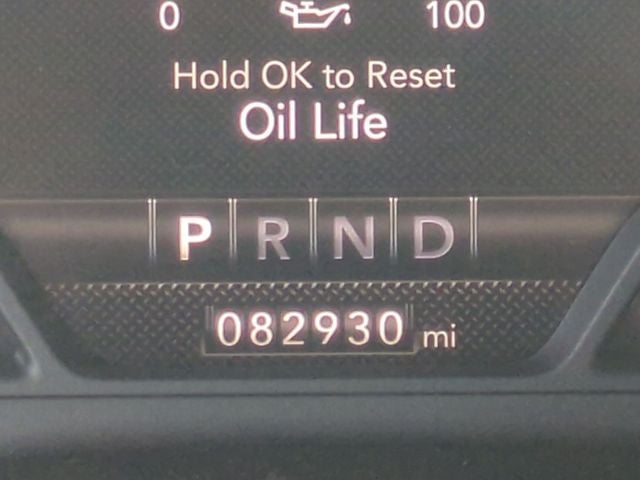 0 100
Hold OK to Reset
Oil Life
P R N D
082930 mi